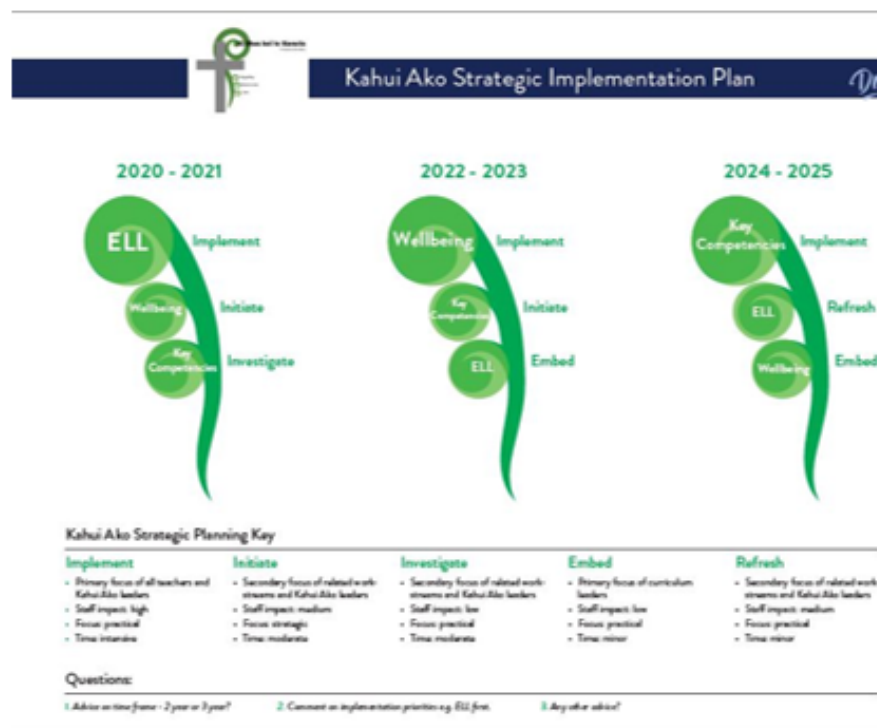 Kahui Ako Strategic Implementation Plan
2020 - 2021
ELL
Implement
Wellbeing
Initiate
Key
Competencies
Investigate
2022 - 2023
Wellbeing
Implement
Key
Competencies
Initiate
ELL
Embed
2024 - 2025
Key
Competencies
Implement
ELL
Refresh
Wellbeing
Embed
Kahui Ako Strategic Planning Key
Implement
• Primary focus of all teachers and
Kahui Ako leaders
• Staff impact: high
• Focus: practical
• Time: intensive
Initiate
• Secondary focus of related work-
streams and Kahui Ako leaders
• Staff impact: medium
• Focus: strategic
• Time: moderate
Investigate
• Secondary focus of related work-
streams and Kahui Ako leaders
• Staff impact: low
• Focus: practical
• Time: moderate
Embed
• Primary focus of curriculum
leaders
• Staff impact: low
• Focus: practical
• Time: minor
Refresh
• Secondary focus of related work-
streams and Kahui Ako leaders
• Staff impact: medium
• Focus: practical
• Time: minor
Questions:
1. Advice on time frame - 2 year or 3 year?
2. Comment on implementation priorities e.g. ELL first.
3. Any other advice?